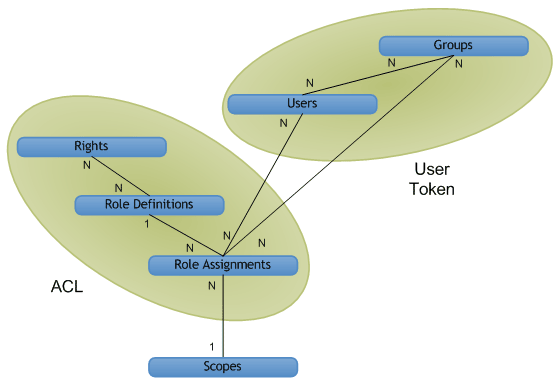 Groups
N
N
N
Users
N
User
Token
Rights
N
N
Role Definitions
1
N
N
N
Role Assignments
N
ACL
1
Scopes